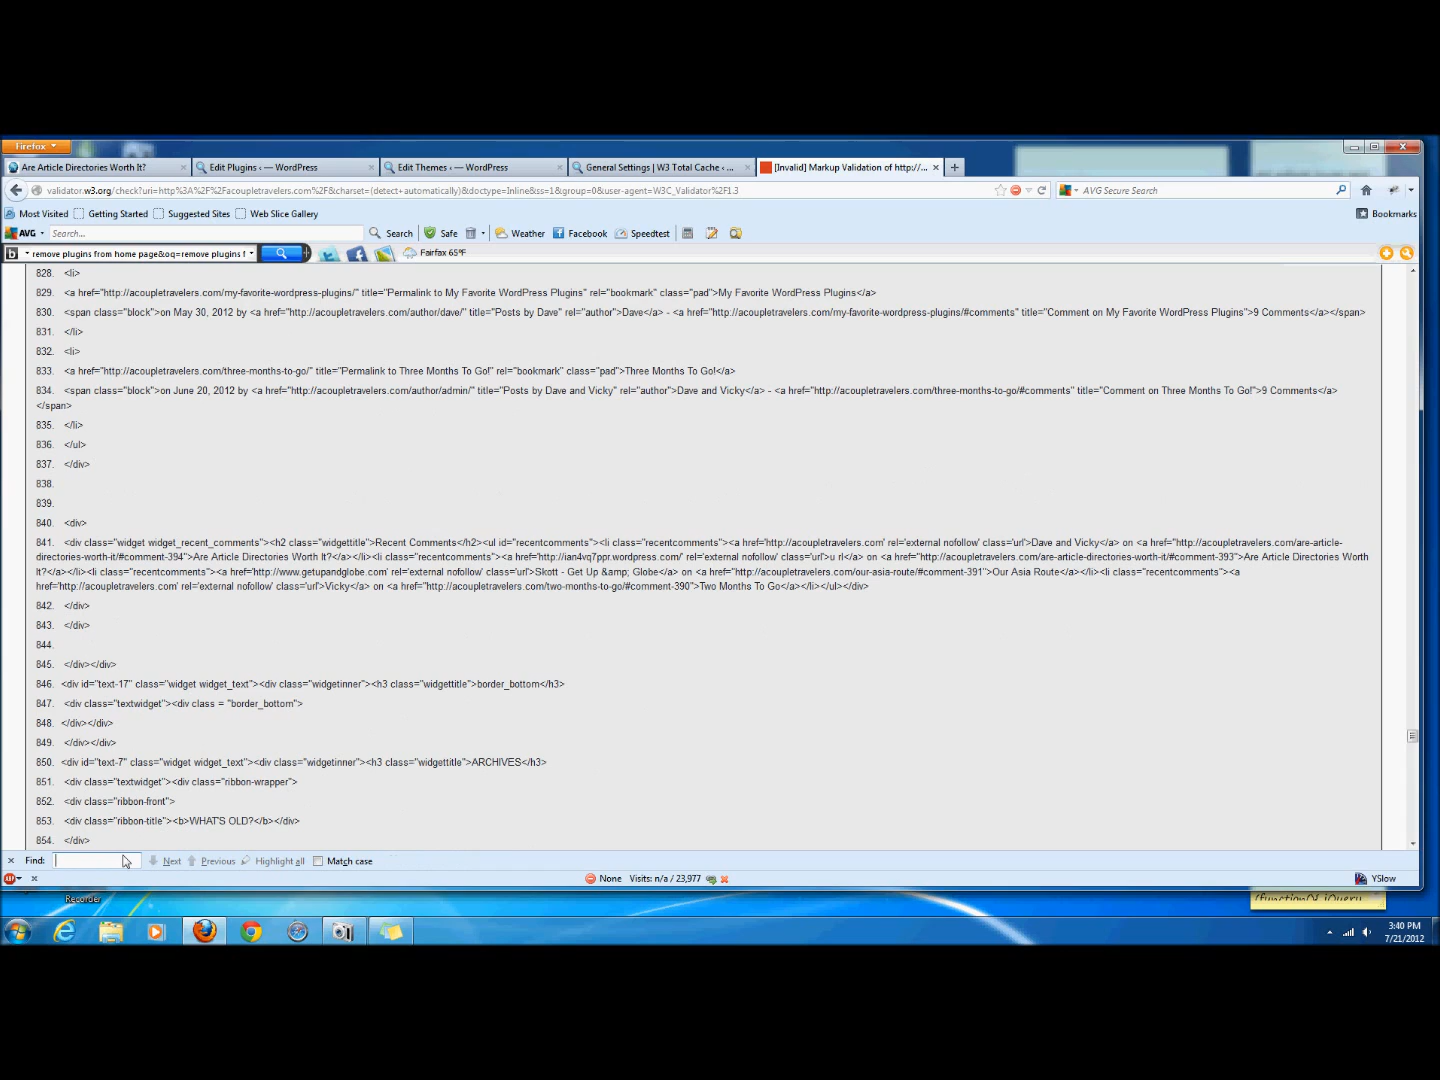 Firefox
Are Article Directories Worth It?
Edit Plugins ‹ — WordPress
Edit Themes ‹ — WordPress
General Settings | W3 Total Cache ‹ ...
[Invalid] Markup Validation of http://...
validator.w3.org/check?uri=http%3A%2F%2Facoupletravelers.com%2F&charset=(detect+automatically)&doctype=Inline&ss=1&group=0&user-agent=W3C_Validator%2F1.3
AVG Secure Search
Most Visited Getting Started Suggested Sites Web Slice Gallery
Bookmarks
AVG Search... Search Safe Weather Facebook Speedtest
b remove plugins from home page&oq=remove plugins f Fairfax 65°F
828. <li>
829. <a href="http://acoupletravelers.com/my-favorite-wordpress-plugins/" title="Permalink to My Favorite WordPress Plugins" rel="bookmark" class="pad">My Favorite WordPress Plugins</a>
830. <span class="block">on May 30, 2012 by <a href="http://acoupletravelers.com/author/dave/" title="Posts by Dave" rel="author">Dave</a> - <a href="http://acoupletravelers.com/my-favorite-wordpress-plugins/#comments" title="Comment on My Favorite WordPress Plugins">9 Comments</a></span>
831. </li>
832. <li>
833. <a href="http://acoupletravelers.com/three-months-to-go/" title="Permalink to Three Months To Go!" rel="bookmark" class="pad">Three Months To Go!</a>
834. <span class="block">on June 20, 2012 by <a href="http://acoupletravelers.com/author/admin/" title="Posts by Dave and Vicky" rel="author">Dave and Vicky</a> - <a href="http://acoupletravelers.com/three-months-to-go/#comments" title="Comment on Three Months To Go!">9 Comments</a>
</span>
835. </li>
836. </ul>
837. </div>
838.
839.
840. <div>
841. <div class="widget widget_recent_comments"><h2 class="widgettitle">Recent Comments</h2><ul id="recentcomments"><li class="recentcomments"><a href='http://acoupletravelers.com' rel='external nofollow' class='url'>Dave and Vicky</a> on <a href="http://acoupletravelers.com/are-article-
directories-worth-it/#comment-394">Are Article Directories Worth It?</a></li><li class="recentcomments"><a href='http://ian4vq7ppr.wordpress.com/' rel='external nofollow' class='url'>u rl</a> on <a href="http://acoupletravelers.com/are-article-directories-worth-it/#comment-393">Are Article Directories Worth
It?</a></li><li class="recentcomments"><a href='http://www.getupandglobe.com' rel='external nofollow' class='url'>Skott - Get Up &amp; Globe</a> on <a href="http://acoupletravelers.com/our-asia-route/#comment-391">Our Asia Route</a></li><li class="recentcomments"><a
href='http://acoupletravelers.com' rel='external nofollow' class='url'>Vicky</a> on <a href="http://acoupletravelers.com/two-months-to-go/#comment-390">Two Months To Go</a></li></ul></div>
842. </div>
843. </div>
844.
845. </div></div>
846. <div id="text-17" class="widget widget_text"><div class="widgetinner"><h3 class="widgettitle">border_bottom</h3>
847. <div class="textwidget"><div class = "border_bottom">
848. </div></div>
849. </div></div>
850. <div id="text-7" class="widget widget_text"><div class="widgetinner"><h3 class="widgettitle">ARCHIVES</h3>
851. <div class="textwidget"><div class="ribbon-wrapper">
852. <div class="ribbon-front">
853. <div class="ribbon-title"><b>WHAT'S OLD?</b></div>
854. </div>
Find: Next Previous Highlight all Match case
None Visits: n/a / 23,977 YSlow
Recorder
(function($,jQuery
3:40 PM
7/21/2012